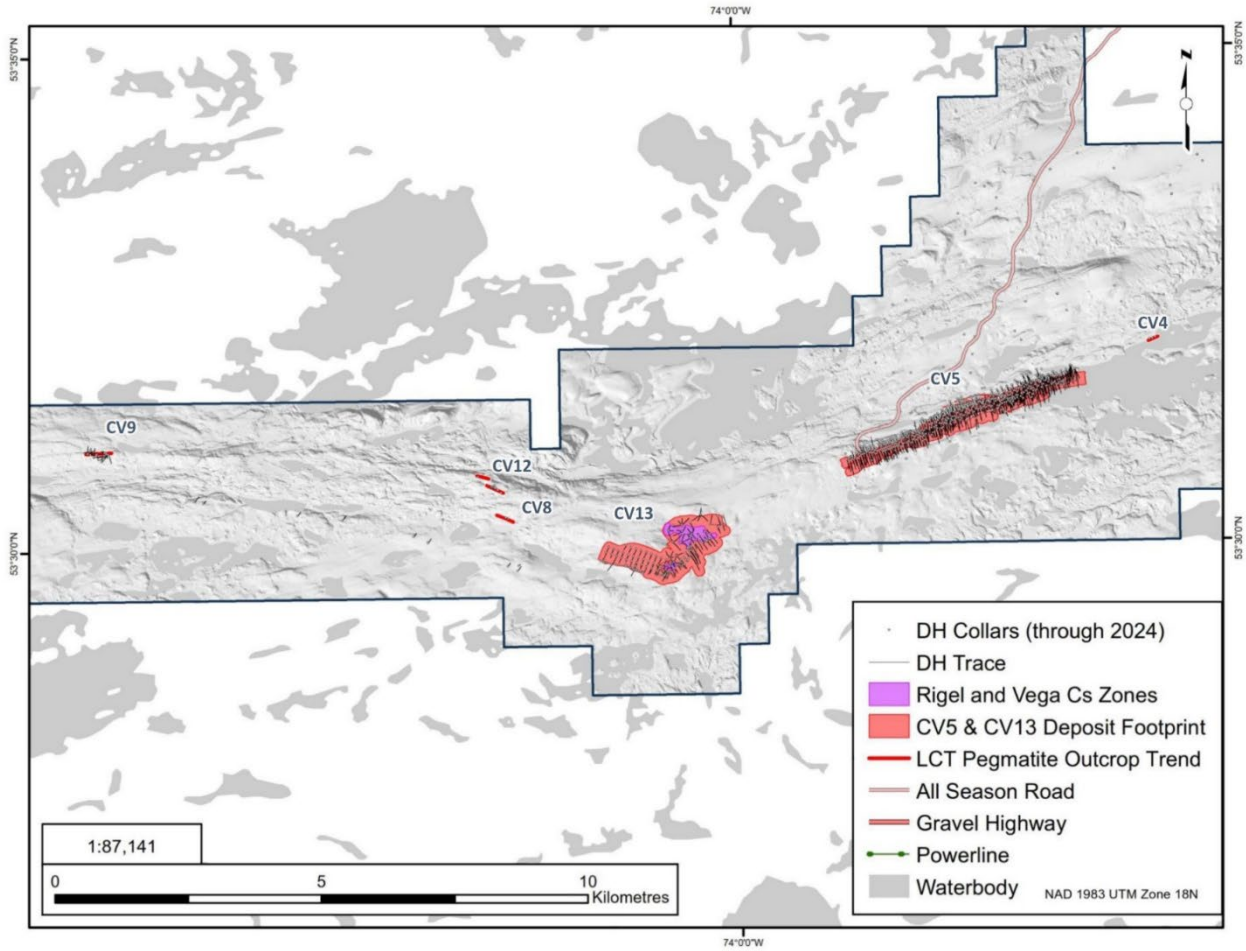 74°0'0"W
53°35'0"N
53°35'0"N
N
CV4
CV5
CV9
CV12
CV8
CV13
53°30'0"N
53°30'0"N
DH Collars (through 2024)
DH Trace
Rigel and Vega Cs Zones
CV5 & CV13 Deposit Footprint
LCT Pegmatite Outcrop Trend
All Season Road
Gravel Highway
Powerline
Waterbody
NAD 1983 UTM Zone 18N
1:87,141
0 5 10
Kilometres
74°0'0"W